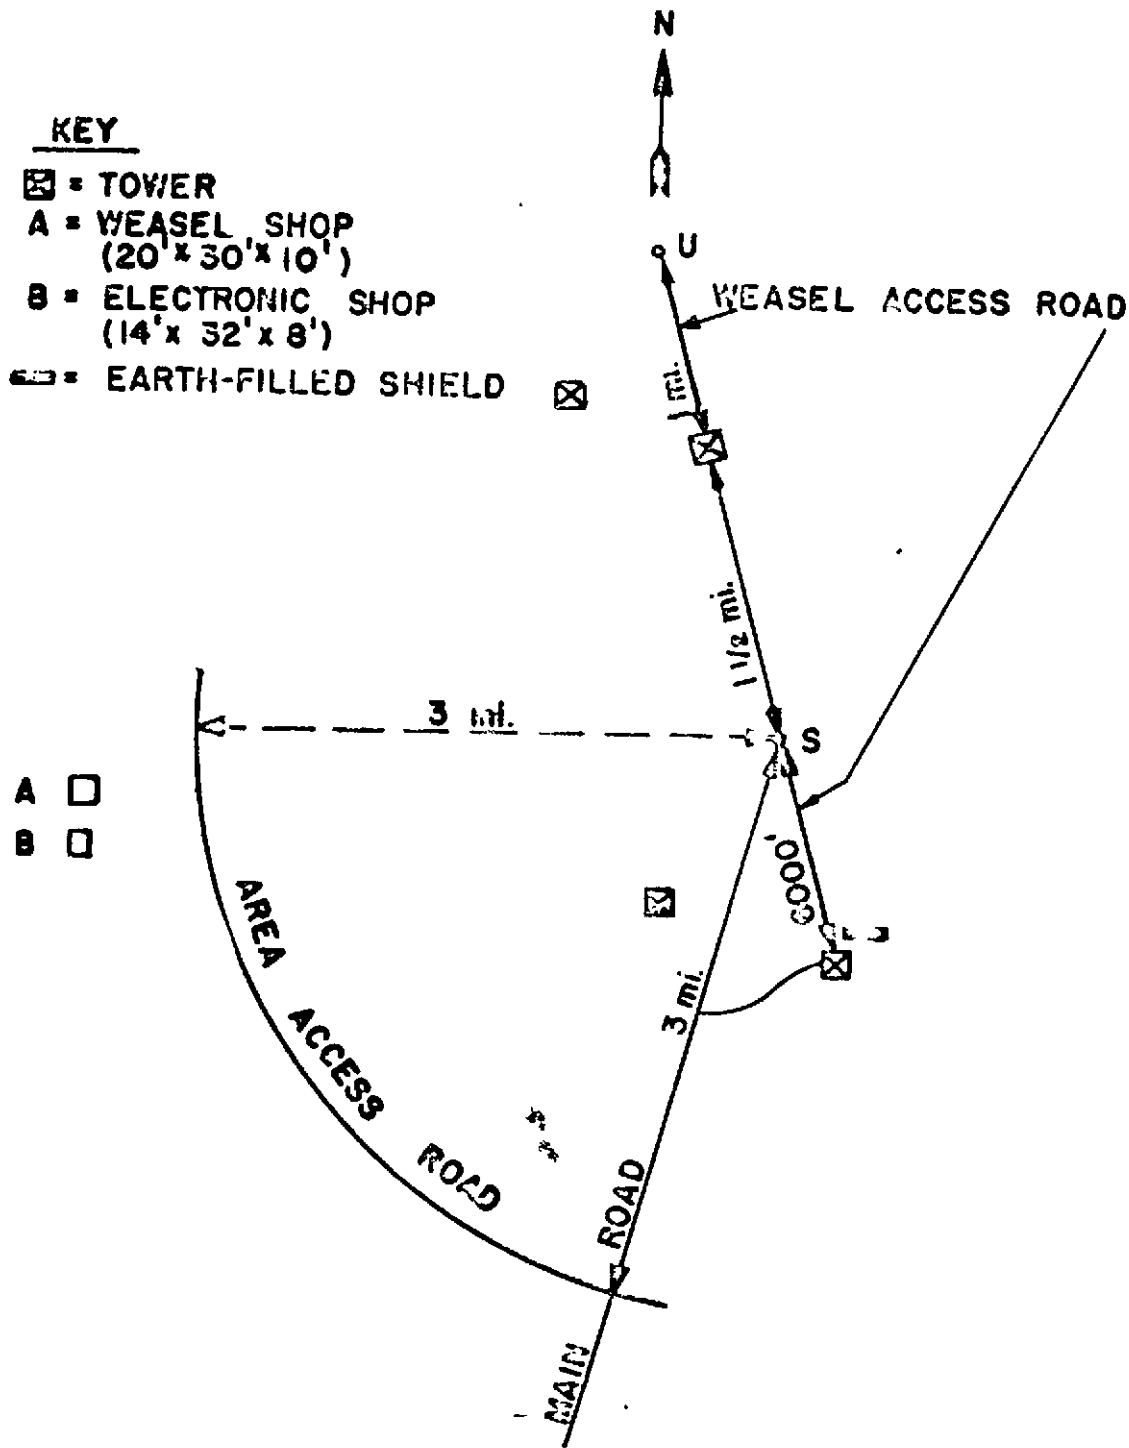 N
KEY
= TOWER
A = WEASEL SHOP
(20' x 30' x 10')
B = ELECTRONIC SHOP
(14' x 32' x 8')
= EARTH-FILLED SHIELD
U
WEASEL ACCESS ROAD
1 mi.
1 1/2 mi.
3 mi.
S
A
B
AREA ACCESS ROAD
3 mi.
MAIN ROAD